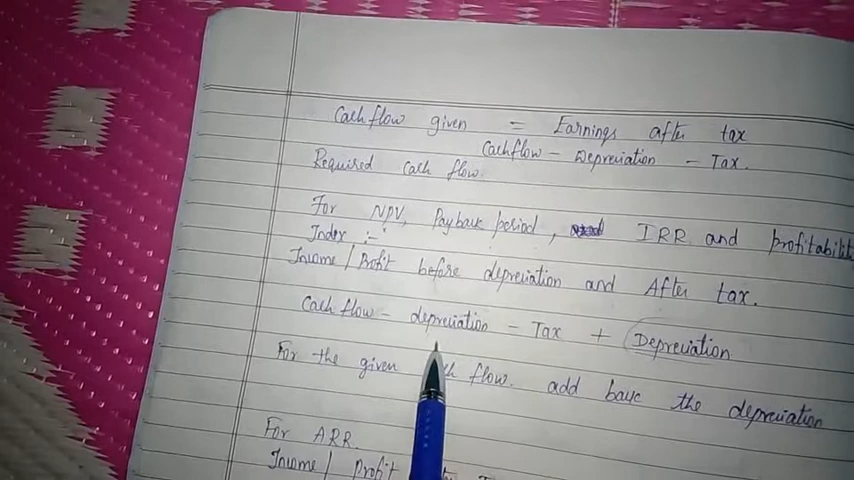 Cash flow given = Earnings after tax
Cashflow - Depreciation - Tax.
Required cash flow.
For NPV, Payback period, IRR and profitabilit
Index :-
Income / Profit before depreciation and After tax.
Cash flow - depreciation - Tax + Depreciation
For the given flow. add back the depreciation
For ARR.
Income / Profit